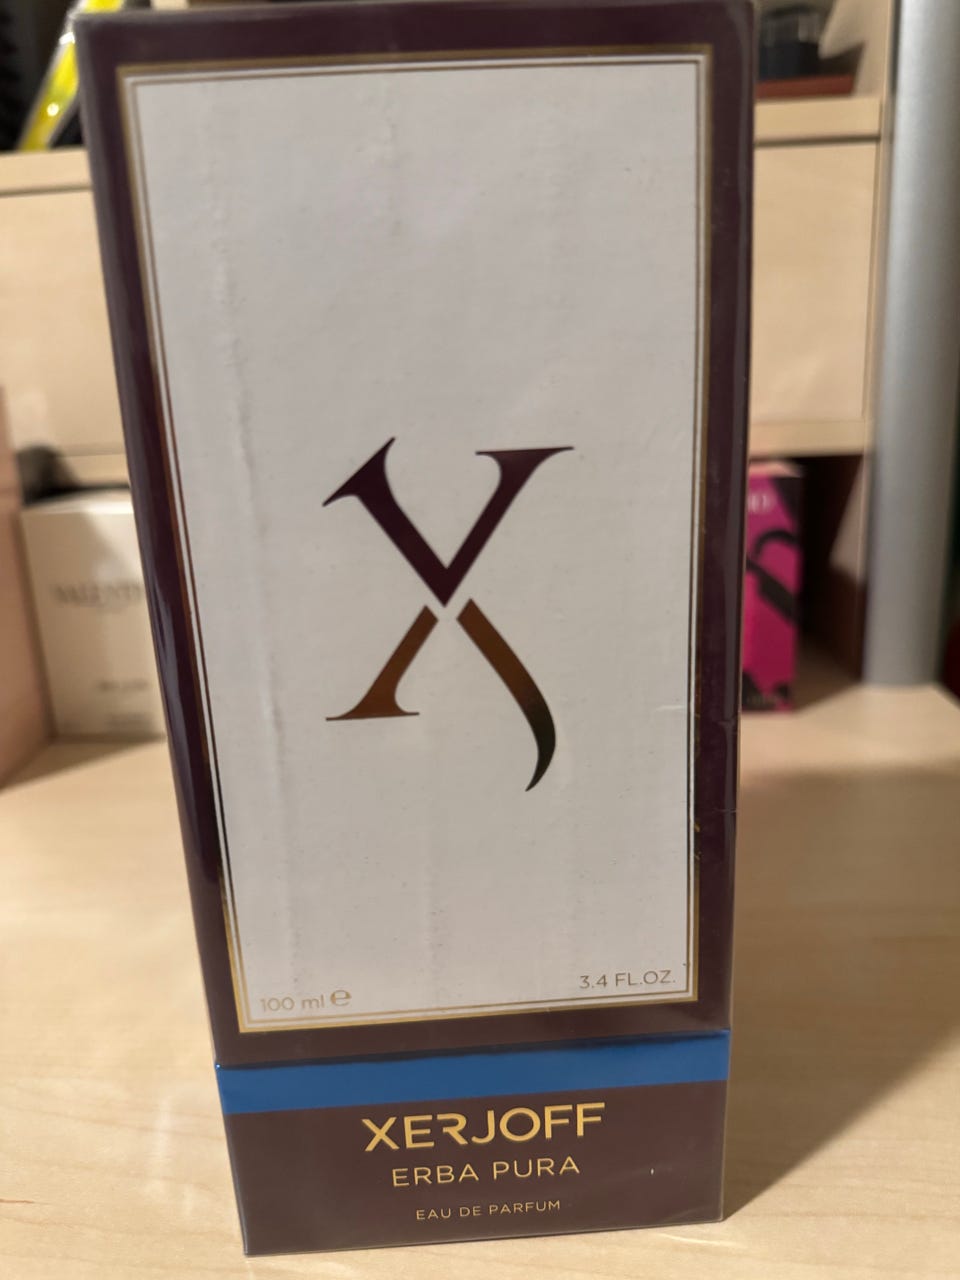 X
100 ml ℮
3.4 FL.OZ.
XERJOFF
ERBA PURA
EAU DE PARFUM